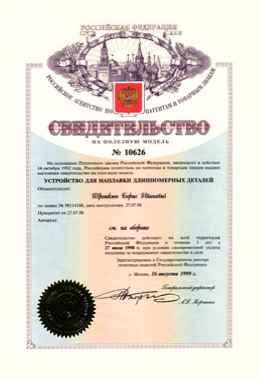 РОССИЙСКАЯ ФЕДЕРАЦИЯ
РОССИЙСКОЕ АГЕНТСТВО ПО ПАТЕНТАМ И ТОВАРНЫМ ЗНАКАМ
СВИДЕТЕЛЬСТВО
НА ПОЛЕЗНУЮ МОДЕЛЬ
№ 10626
На основании Патентного закона Российской Федерации, введенного в действие
14 октября 1992 года, Российским агентством по патентам и товарным знакам выдано
настоящее свидетельство на полезную модель
УСТРОЙСТВО ДЛЯ НАПЛАВКИ ДЛИННОМЕРНЫХ ДЕТАЛЕЙ
Обладатель(ли):
Борис Иванович
по заявке № дата поступления: 27.07.98
Приоритет от 27.07.98
Автор(ы):
см. на обороте
Свидетельство действует на всей территории
Российской Федерации в течение 5 лет с
27 июля 1998 г. при условии своевременной уплаты
пошлины за поддержание свидетельства в силе
Зарегистрировано в Государственном реестре
полезных моделей Российской Федерации
г. Москва, 16 августа 1999 г.
Генеральный директор